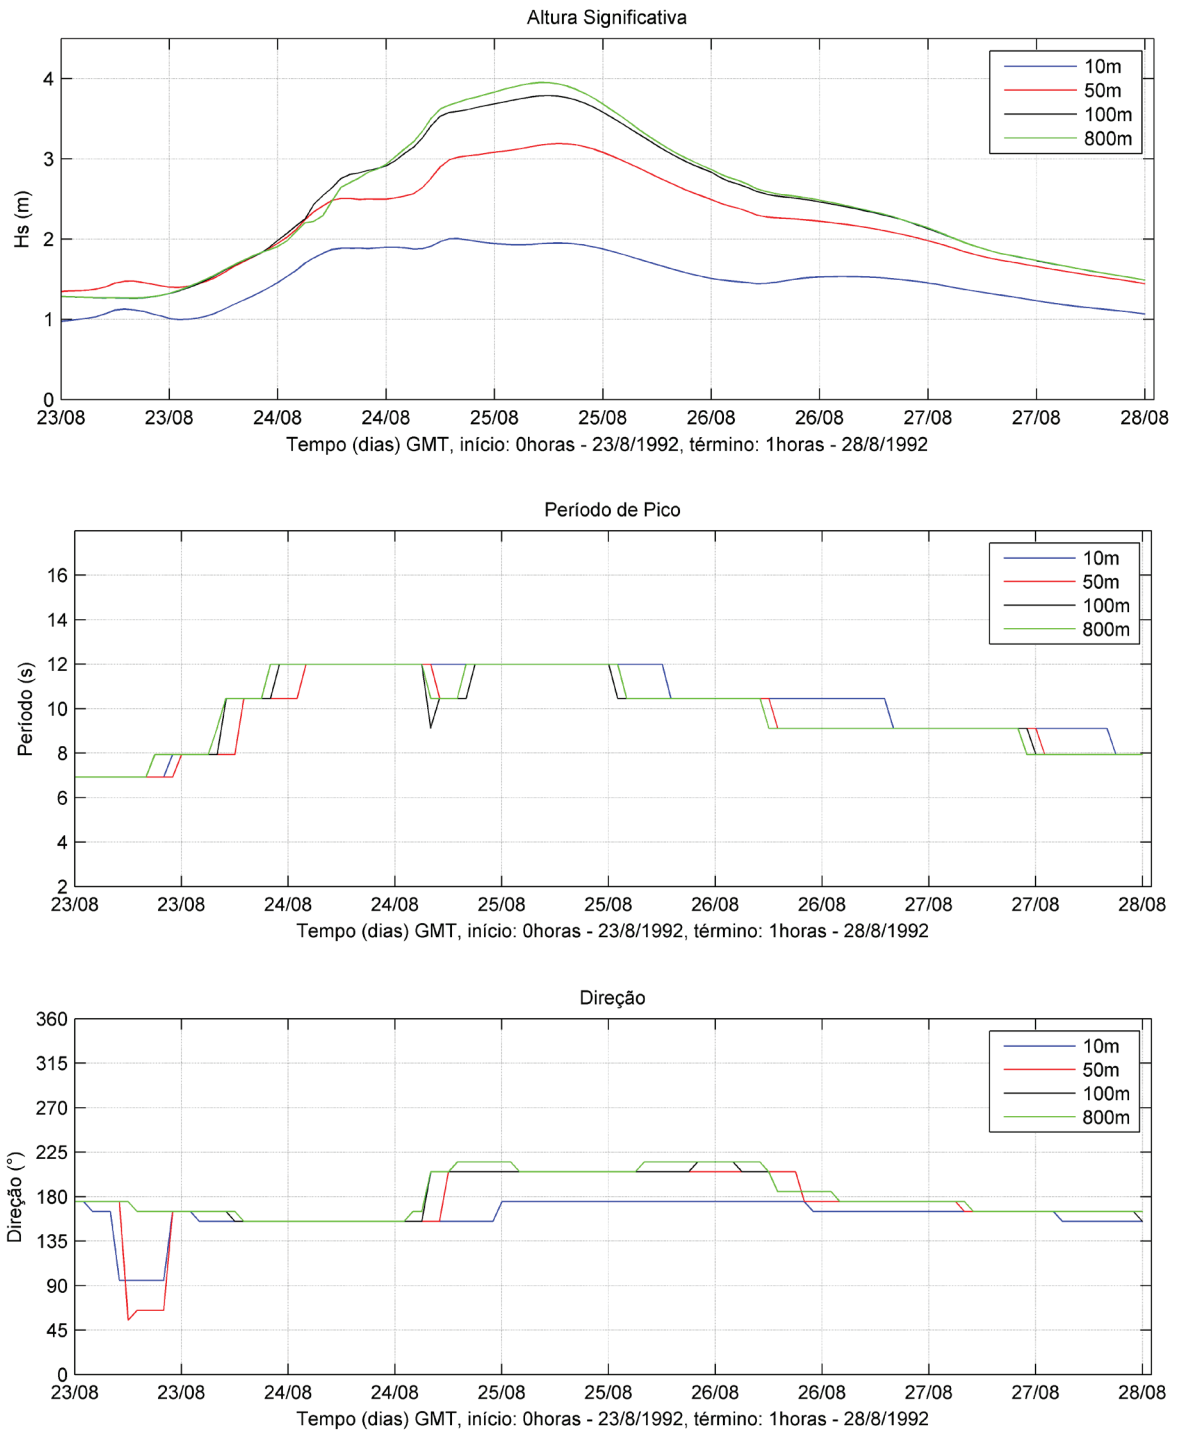 Altura Significativa
Hs (m)
4
3
2
1
0
10m
50m
100m
800m
23/08 23/08 24/08 24/08 25/08 25/08 26/08 26/08 27/08 27/08 28/08
Tempo (dias) GMT, início: 0horas - 23/8/1992, término: 1horas - 28/8/1992
Período de Pico
Período (s)
16
14
12
10
8
6
4
2
10m
50m
100m
800m
23/08 23/08 24/08 24/08 25/08 25/08 26/08 26/08 27/08 27/08 28/08
Tempo (dias) GMT, início: 0horas - 23/8/1992, término: 1horas - 28/8/1992
Direção
Direção (°)
360
315
270
225
180
135
90
45
0
10m
50m
100m
800m
23/08 23/08 24/08 24/08 25/08 25/08 26/08 26/08 27/08 27/08 28/08
Tempo (dias) GMT, início: 0horas - 23/8/1992, término: 1horas - 28/8/1992